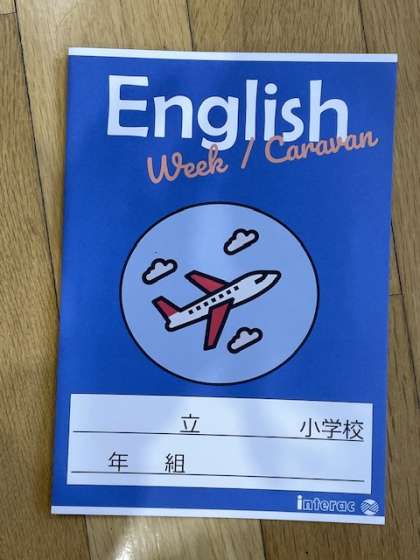 English
Week / Caravan
立 小学校
年 組
interac